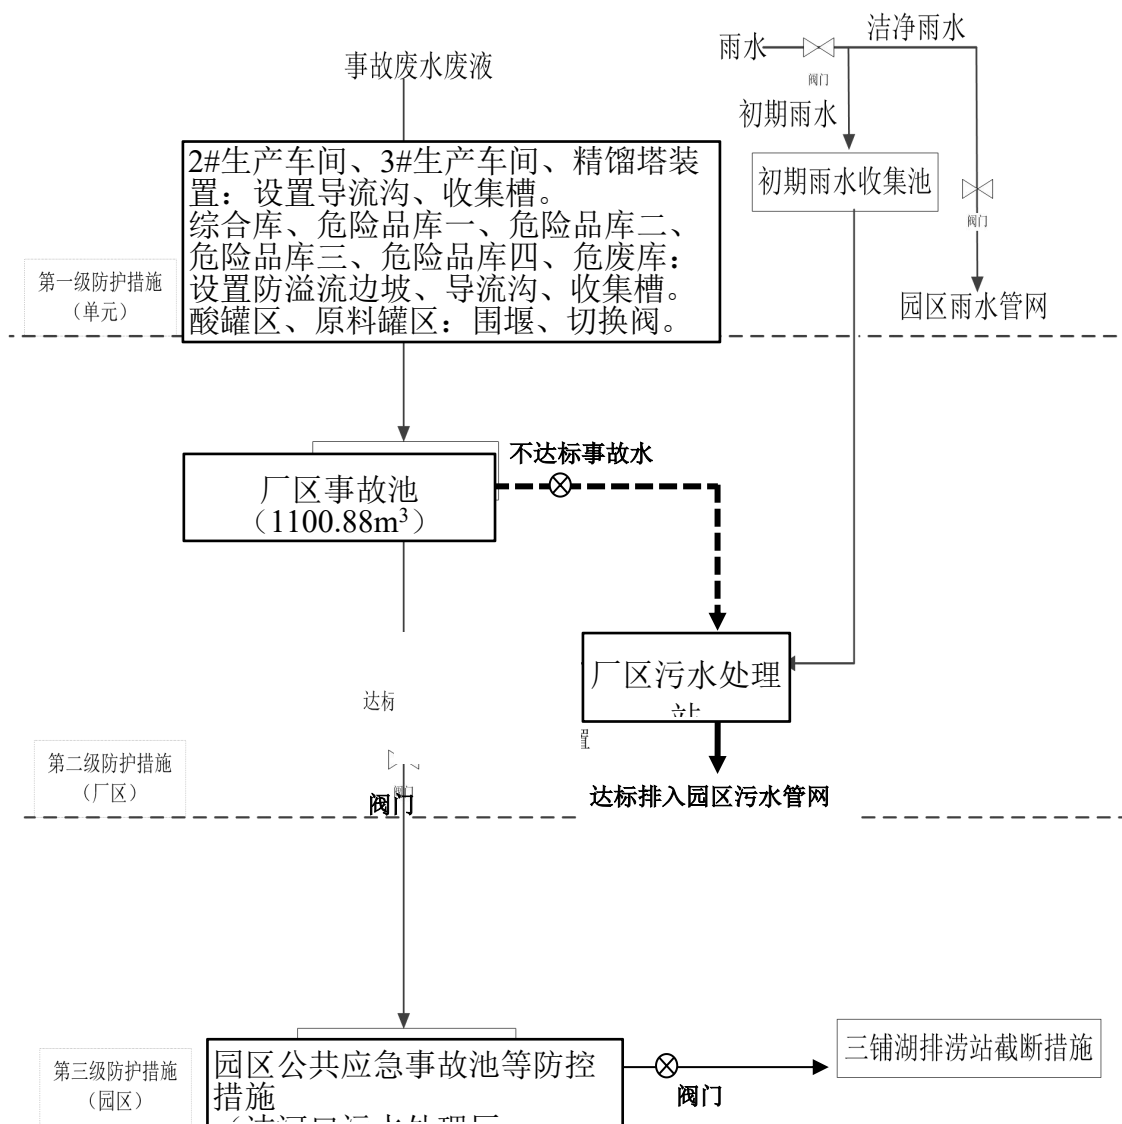 雨水
洁净雨水
阀门
事故废水废液
初期雨水
初期雨水收集池
阀门
园区雨水管网
2#生产车间、3#生产车间、精馏塔装
置：设置导流沟、收集槽。
综合库、危险品库一、危险品库二、
危险品库三、危险品库四、危废库：
设置防溢流边坡、导流沟、收集槽。
酸罐区、原料罐区：围堰、切换阀。
第一级防护措施
（单元）
不达标事故水
厂区事故池
（1100.88m³）
厂区污水处理
站
达标
置
第二级防护措施
（厂区）
阀门
阀门
达标排入园区污水管网
第三级防护措施
（园区）
园区公共应急事故池等防控
措施
阀门
三铺湖排涝站截断措施